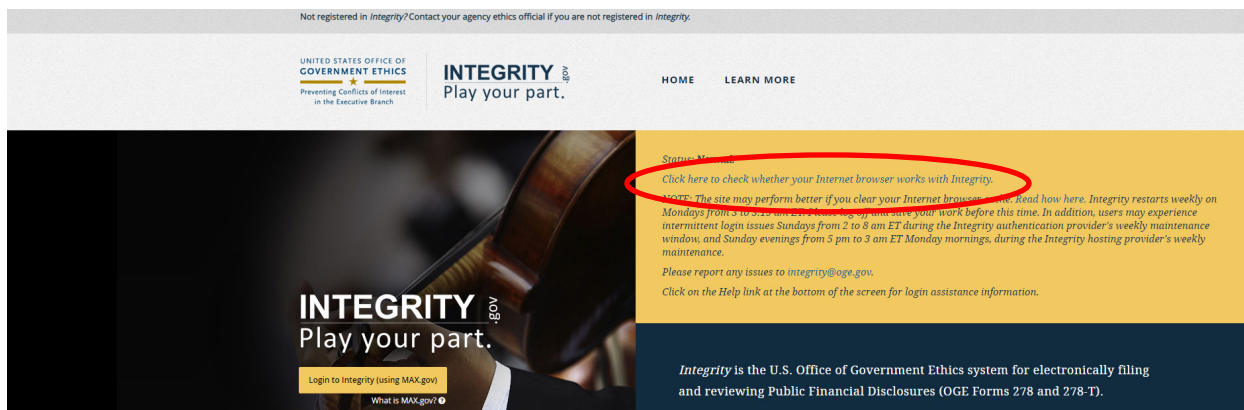 Not registered in Integrity? Contact your agency ethics official if you are not registered in Integrity.
UNITED STATES OFFICE OF
GOVERNMENT ETHICS
Preventing Conflicts of Interest
in the Executive Branch
INTEGRITY .gov
Play your part.
HOME LEARN MORE
Status: Normal.
Click here to check whether your Internet browser works with Integrity.
NOTE: The site may perform better if you clear your Internet browser cache. Read how here. Integrity restarts weekly on
Mondays from 3 to 3:15 am ET. Please log off and save your work before this time. In addition, users may experience
intermittent login issues Sundays from 2 to 8 am ET during the Integrity authentication provider's weekly maintenance
window, and Sunday evenings from 5 pm to 3 am ET Monday mornings, during the Integrity hosting provider's weekly
maintenance.
Please report any issues to integrity@oge.gov.
Click on the Help link at the bottom of the screen for login assistance information.
INTEGRITY .gov
Play your part.
Login to Integrity (using MAX.gov)
What is MAX.gov?
Integrity is the U.S. Office of Government Ethics system for electronically filing
and reviewing Public Financial Disclosures (OGE Forms 278 and 278-T).